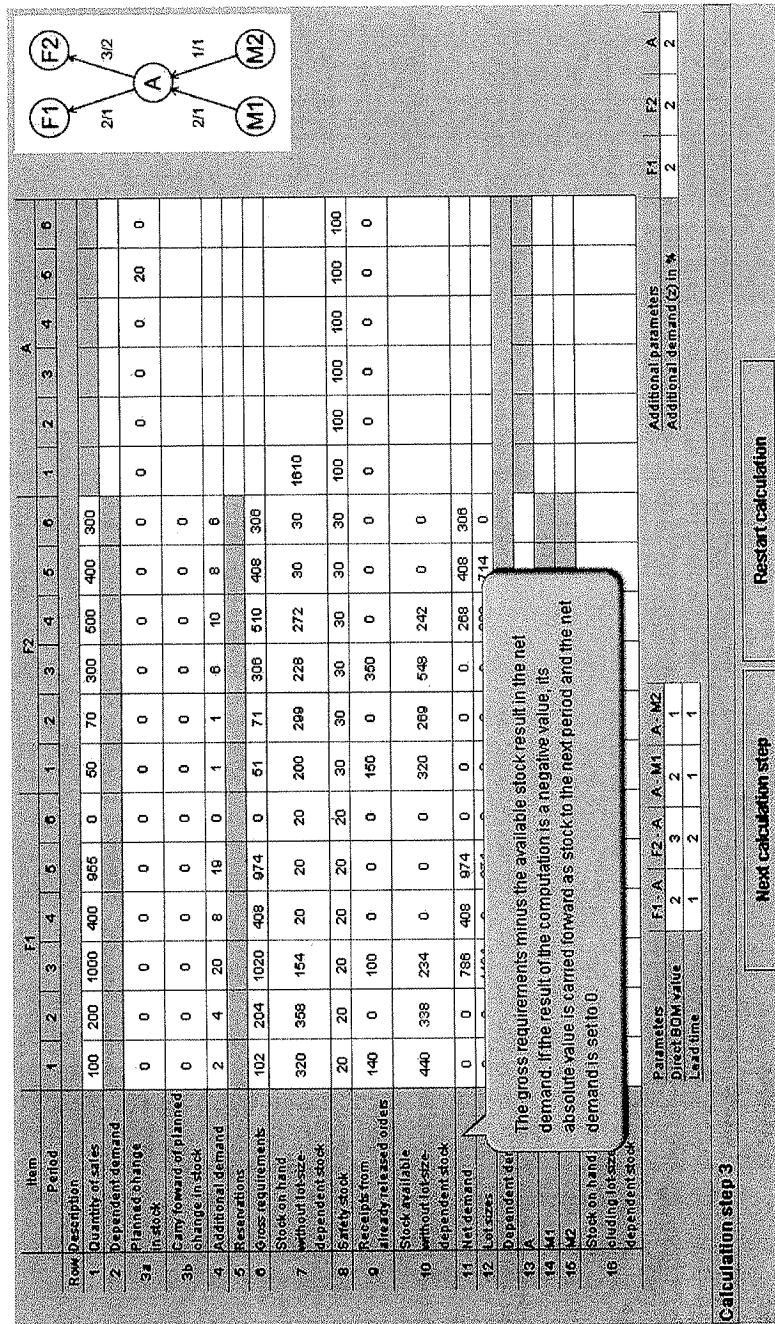 Item F1 F2 A
Period 1 2 3 4 5 6 1 2 3 4 5 6 1 2 3 4 5 6
Row Description
1 Quantity of sales 100 200 1000 400 955 0 50 70 300 500 400 300
2 Dependent demand
3a Planned change in stock 0 0 0 0 0 0 0 0 0 0 0 0 0 0 0 0 20 0
3b Carry forward of planned change in stock 0 0 0 0 0 0 0 0 0 0 0 0
4 Additional demand 2 4 20 8 19 0 1 1 6 10 8 6
5 Reservations
6 Gross requirements 102 204 1020 408 974 0 51 71 306 510 408 306
7 Stock on hand without lot-size-dependent stock 320 358 154 20 20 20 200 299 228 272 30 30 1610
8 Safety stock 20 20 20 20 20 20 30 30 30 30 30 30 100 100 100 100 100 100
9 Receipts from already released orders 140 0 100 0 0 0 150 0 350 0 0 0 0 0 0 0 0 0
10 Stock available without lot-size-dependent stock 440 338 234 0 0 0 320 269 548 242 0 0
11 Net demand 0 0 786 408 974 0 0 0 0 268 408 306
12 Lot sizes 714 0
Dependent der
13 A
14 M1
15 M2
16 Stock on hand, cluding lot-size dependent stock
The gross requirements minus the available stock result in the net
demand. If the result of the computation is a negative value, its
absolute value is carried forward as stock to the next period and the net
demand is set to 0.
F1 F2
2/1 3/2
A
2/1 1/1
M1 M2
Parameters F1 - A F2 - A A - M1 A - M2
Direct BOM value 2 3 2 1
Lead time 1 2 1 1
Additional parameters F1 F2 A
Additional demand (z) in % 2 2 2
Calculation step 3
Next calculation step
Restart calculation